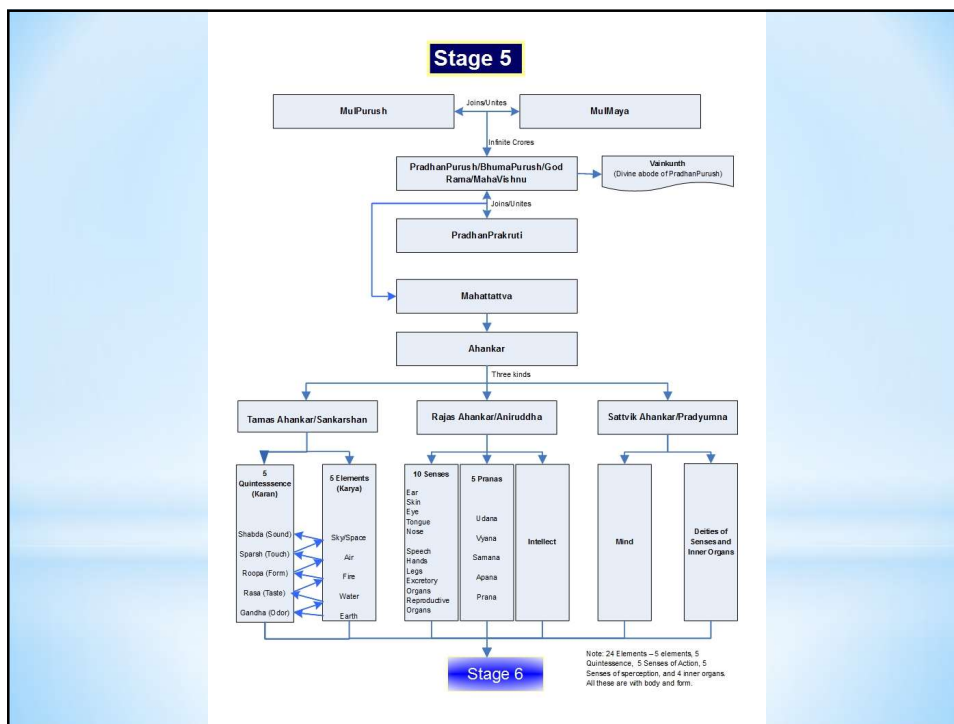 Stage 5
MulPurush
Joins/Unites
MulMaya
Infinite Crores
PradhanPurush/BhumaPurush/God
Rama/MahaVishnu
Vainkunth
(Divine abode of PradhanPurush)
Joins/Unites
PradhanPrakruti
Mahattattva
Ahankar
Three kinds
Tamas Ahankar/Sankarshan
Rajas Ahankar/Aniruddha
Sattvik Ahankar/Pradyumna
5
Quintesssence
(Karan)
Shabda (Sound)
Sparsh (Touch)
Roopa (Form)
Rasa (Taste)
Gandha (Odor)
5 Elements
(Karya)
Sky/Space
Air
Fire
Water
Earth
10 Senses
Ear
Skin
Eye
Tongue
Nose
Speech
Hands
Legs
Excretory
Organs
Reproductive
Organs
5 Pranas
Udana
Vyana
Samana
Apana
Prana
Intellect
Mind
Deities of
Senses and
Inner Organs
Stage 6
Note: 24 Elements – 5 elements, 5
Quintessence, 5 Senses of Action, 5
Senses of sperception, and 4 inner organs.
All these are with body and form.